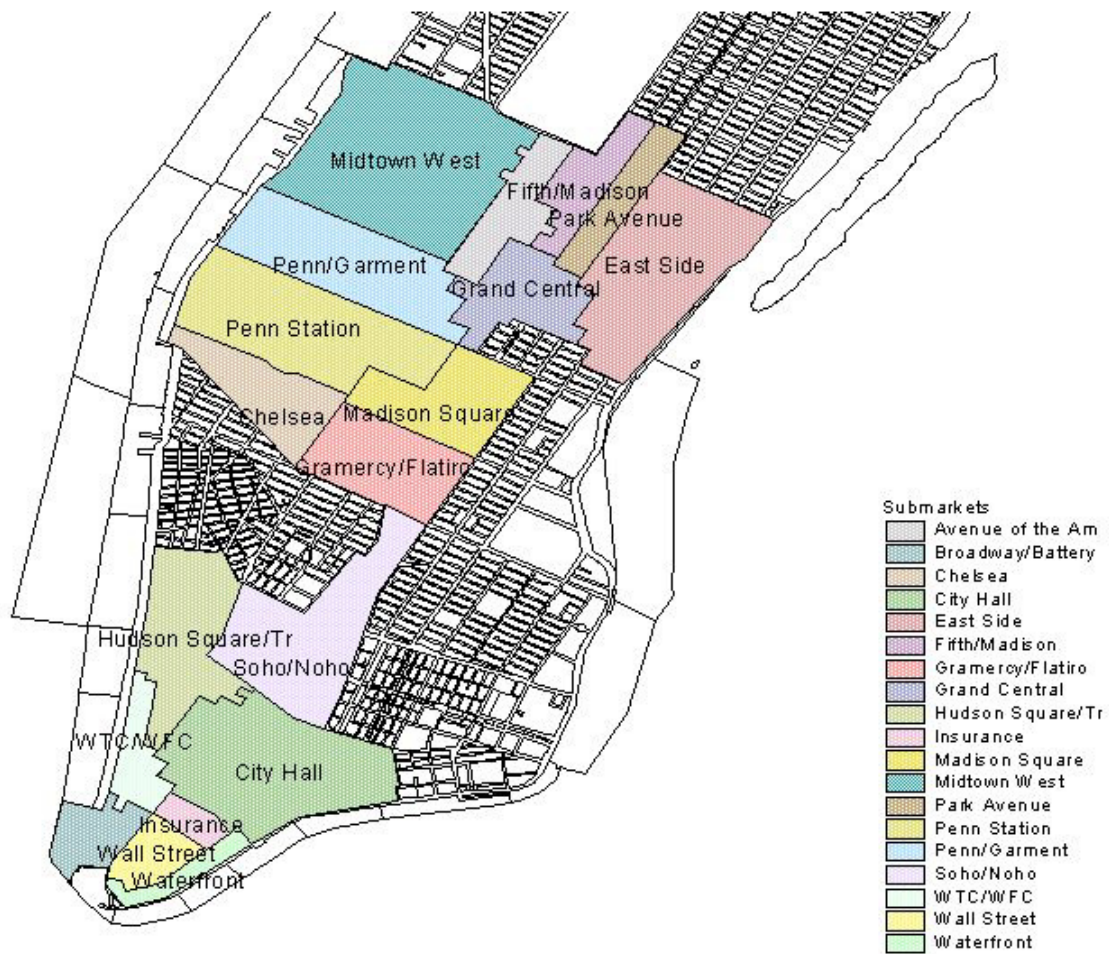 Midtown West
Fifth/Madison
Park Avenue
Penn/Garment
East Side
Grand Central
Penn Station
Chelsea
Madison Square
Gramercy/Flatiro
Hudson Square/Tr
Soho/Noho
WTC/WFC
City Hall
Insurance
Wall Street
Waterfront
Submarkets
Avenue of the Am
Broadway/Battery
Chelsea
City Hall
East Side
Fifth/Madison
Gramercy/Flatiro
Grand Central
Hudson Square/Tr
Insurance
Madison Square
Midtown West
Park Avenue
Penn Station
Penn/Garment
Soho/Noho
WTC/WFC
Wall Street
Waterfront